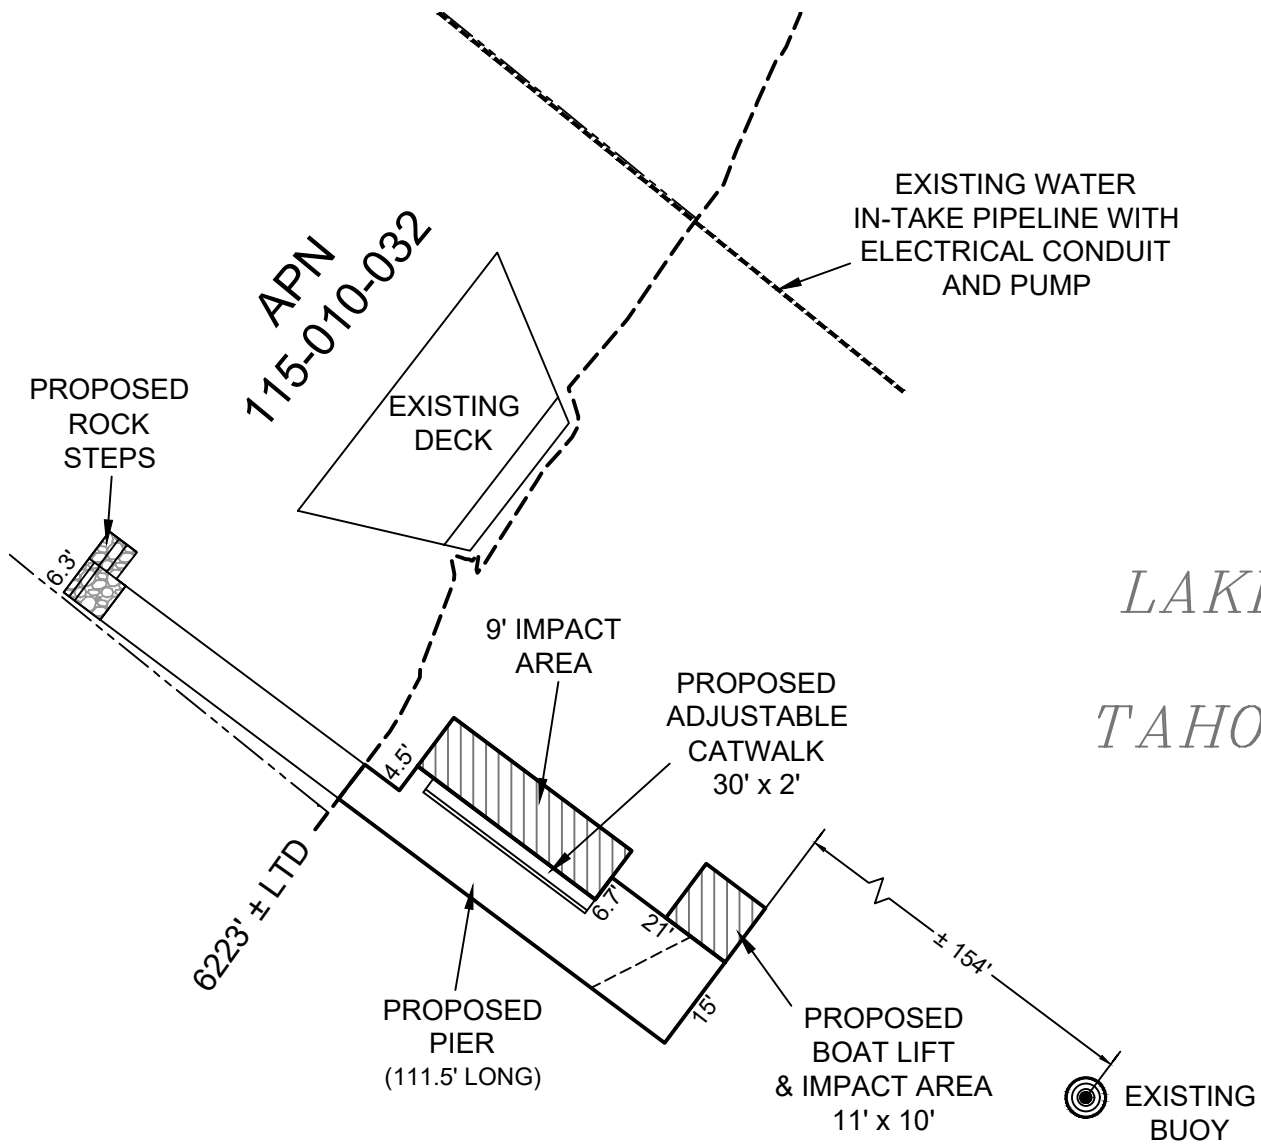 EXISTING WATER
IN-TAKE PIPELINE WITH
ELECTRICAL CONDUIT
AND PUMP
APN
115-010-032
PROPOSED
ROCK
STEPS
EXISTING
DECK
6.3'
LAKE
9' IMPACT
AREA
PROPOSED
ADJUSTABLE
CATWALK
30' x 2'
TAHO
4.5'
6223' ± LTD
6.7'
21'
± 154'
15'
PROPOSED
PIER
(111.5' LONG)
PROPOSED
BOAT LIFT
& IMPACT AREA
11' x 10'
EXISTING
BUOY